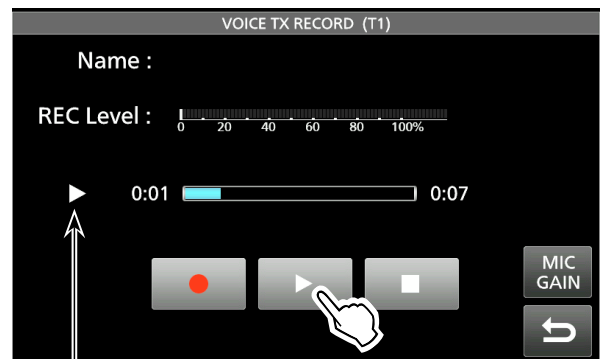 VOICE TX RECORD (T1)
Name :
REC Level :
0 20 40 60 80 100%
0:01 0:07
MIC
GAIN